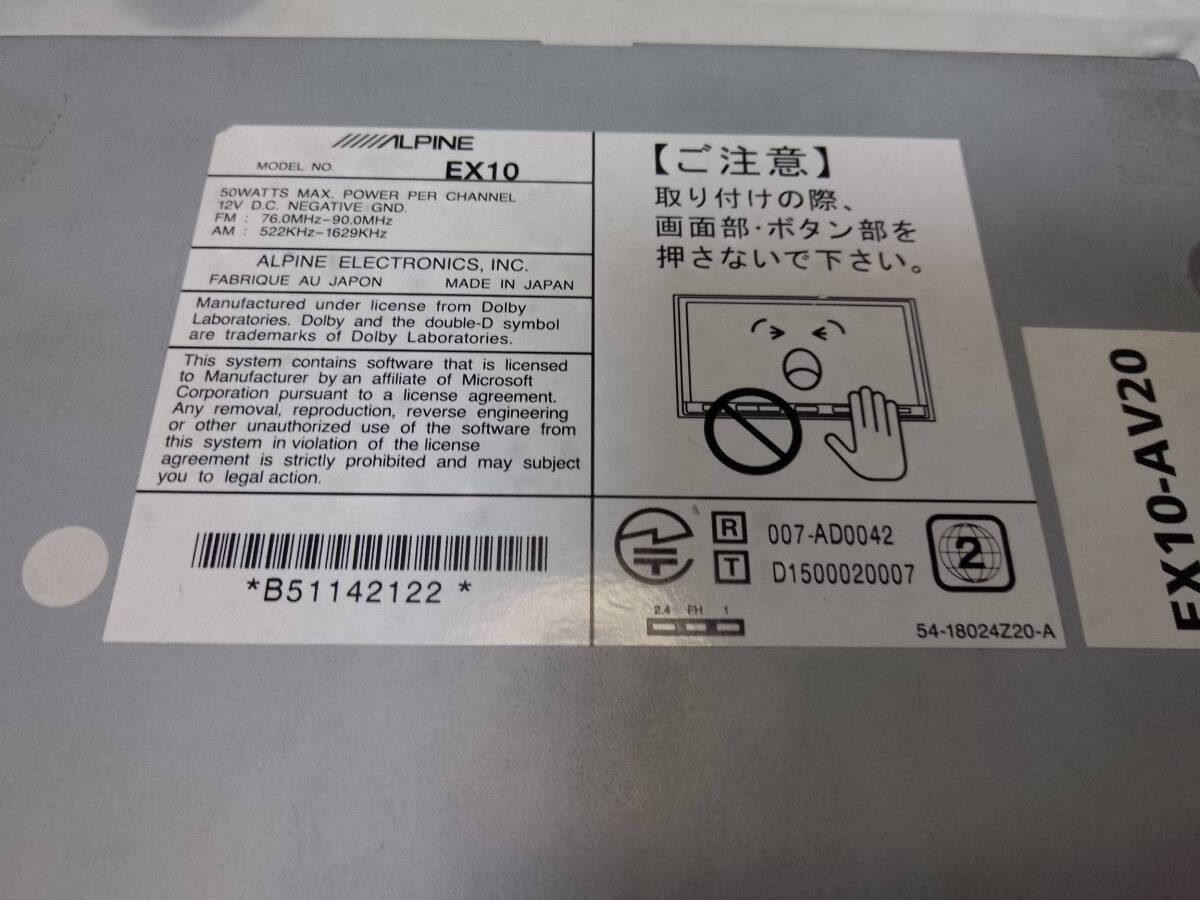 ALPINE
MODEL NO. EX10
50WATTS MAX. POWER PER CHANNEL
12V D.C. NEGATIVE GND.
FM : 76.0MHz-90.0MHz
AM : 522KHz-1629KHz
ALPINE ELECTRONICS, INC.
FABRIQUE AU JAPON MADE IN JAPAN
Manufactured under license from Dolby
Laboratories. Dolby and the double-D symbol
are trademarks of Dolby Laboratories.
This system contains software that is licensed
to Manufacturer by an affiliate of Microsoft
Corporation pursuant to a license agreement.
Any removal, reproduction, reverse engineering
or other unauthorized use of the software from
this system in violation of the license
agreement is strictly prohibited and may subject
you to legal action.
*B51142122 *
【ご注意】
取り付けの際、
画面部・ボタン部を
押さないで下さい。
R 007-AD0042
T D1500020007
2
2.4 FH 1
54-18024Z20-A
EX10-AV20